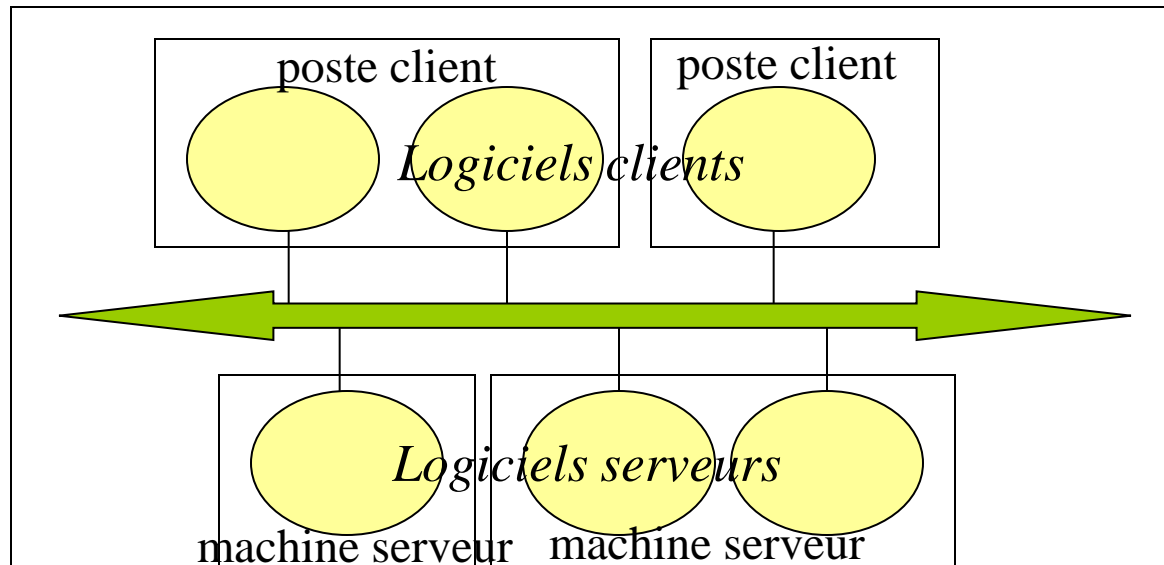 poste client
poste client
Logiciels clients
Logiciels serveurs
machine serveur
machine serveur